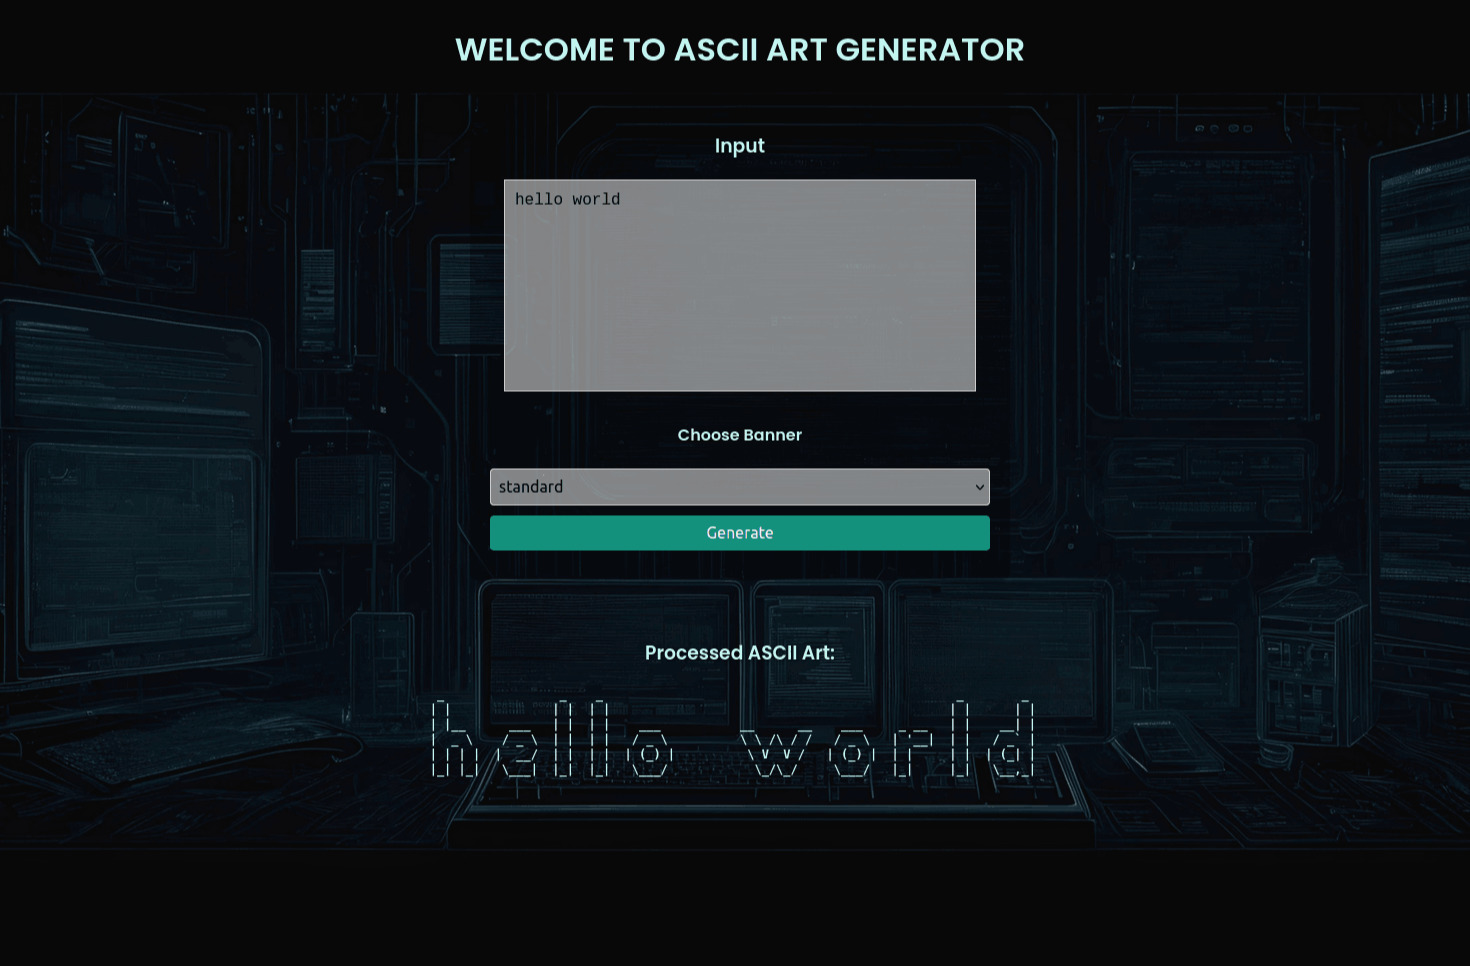 WELCOME TO ASCII ART GENERATOR
Input
hello world
Choose Banner
standard
Generate
Processed ASCII Art:
hello world